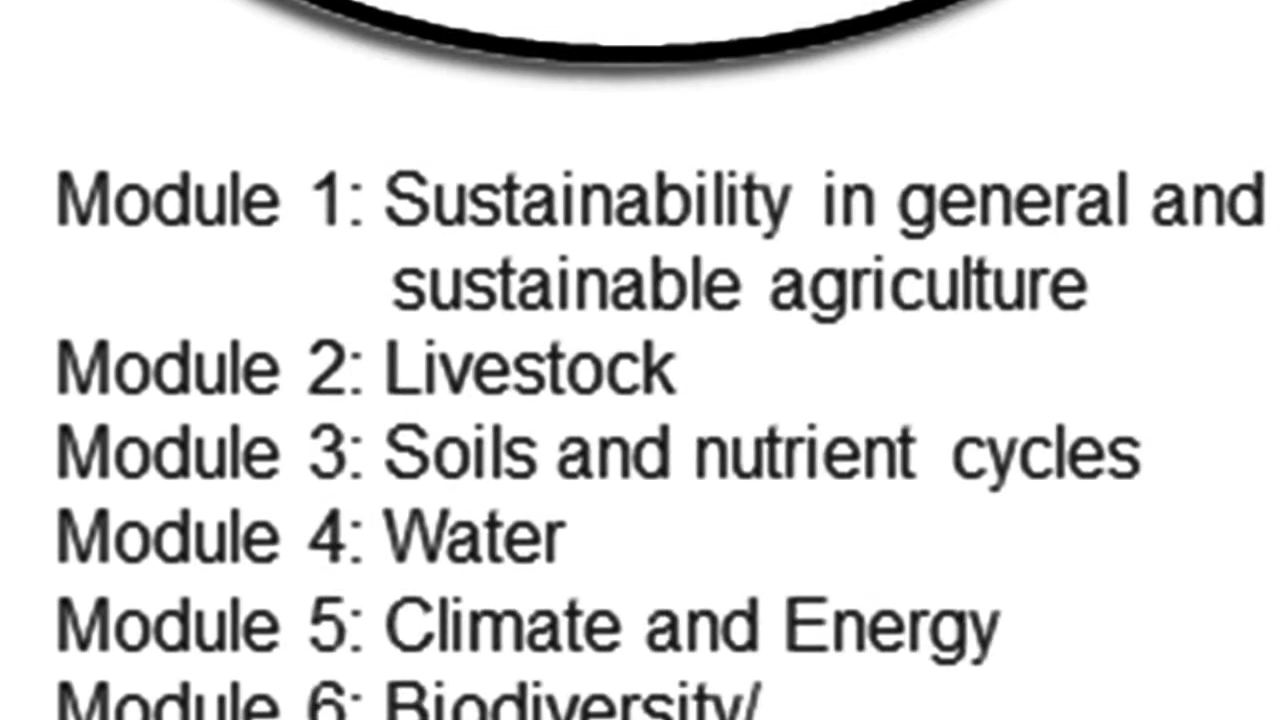 Module 1: Sustainability in general and
sustainable agriculture
Module 2: Livestock
Module 3: Soils and nutrient cycles
Module 4: Water
Module 5: Climate and Energy
Module 6: Biodiversity/